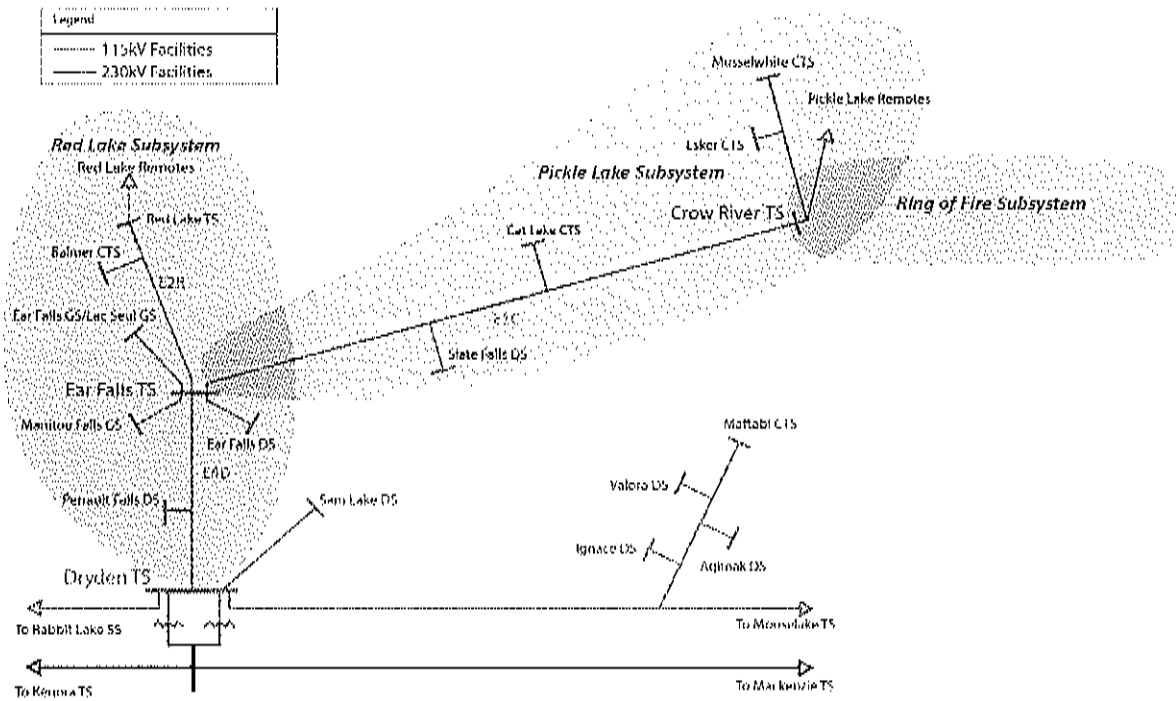 Legend
115kV Facilities
230kV Facilities
Musselwhite CTS
Pickle Lake Remotes
Red Lake Subsystem
Red Lake Remotes
Esker CTS
Pickle Lake Subsystem
Ring of Fire Subsystem
Crow River TS
Red Lake TS
Cat Lake CTS
Balmer CTS
E2R
Ear Falls GS/Lac Seul GS
E1C
Slate Falls DS
Ear Falls TS
Manitou Falls GS
Ear Falls DS
Mattabi CTS
E4D
Valora DS
Perrault Falls DS
Sam Lake DS
Ignace DS
Agimak DS
Dryden TS
To Rabbit Lake SS
To Mooselake TS
To Kenora TS
To Mackenzie TS